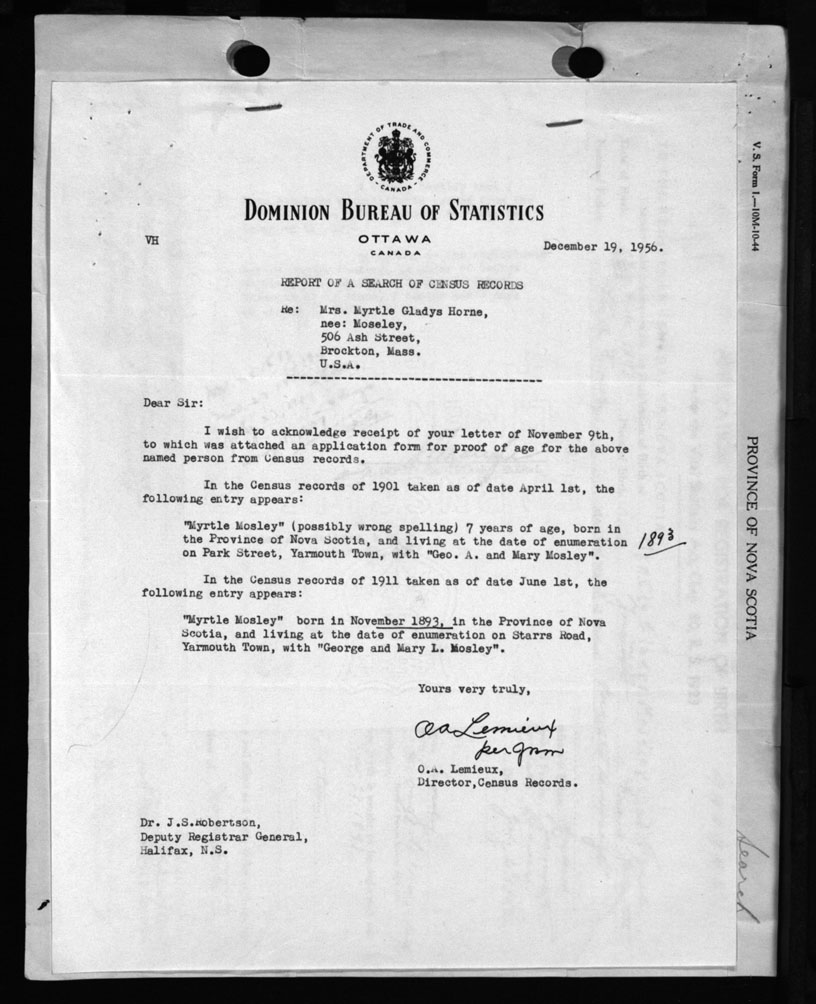 DEPARTMENT OF TRADE AND COMMERCE
CANADA
DOMINION BUREAU OF STATISTICS
VH
OTTAWA
CANADA
December 19, 1956.
REPORT OF A SEARCH OF CENSUS RECORDS
Re: Mrs. Myrtle Gladys Horne,
nee: Moseley,
506 Ash Street,
Brockton, Mass.
U.S.A.
Dear Sir:
I wish to acknowledge receipt of your letter of November 9th,
to which was attached an application form for proof of age for the above
named person from Census records.
In the Census records of 1901 taken as of date April 1st, the
following entry appears:
"Myrtle Mosley" (possibly wrong spelling) 7 years of age, born in
the Province of Nova Scotia, and living at the date of enumeration
on Park Street, Yarmouth Town, with "Geo. A. and Mary Mosley".
1893
In the Census records of 1911 taken as of date June 1st, the
following entry appears:
"Myrtle Mosley" born in November 1893, in the Province of Nova
Scotia, and living at the date of enumeration on Starrs Road,
Yarmouth Town, with "George and Mary L. Mosley".
Yours very truly,
OA Lemieux
per
O.A. Lemieux,
Director,Census Records.
Dr. J.S.Robertson,
Deputy Registrar General,
Halifax, N.S.
V. S. Form 1.—10M-10-44
PROVINCE OF NOVA SCOTIA
Search